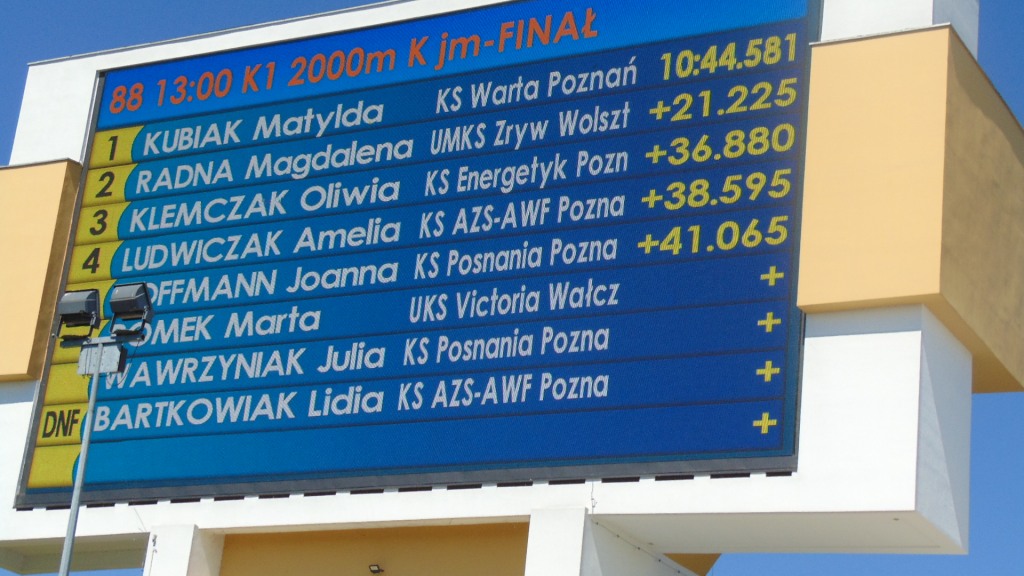 88 13:00 K1 2000m K jm-FINAŁ
1 KUBIAK Matylda KS Warta Poznań 10:44.581
2 RADNA Magdalena UMKS Zryw Wolszt +21.225
3 KLEMCZAK Oliwia KS Energetyk Pozn +36.880
4 LUDWICZAK Amelia KS AZS-AWF Pozna +38.595
OFFMANN Joanna KS Posnania Pozna +41.065
OMEK Marta UKS Victoria Wałcz +
WAWRZYNIAK Julia KS Posnania Pozna +
DNF BARTKOWIAK Lidia KS AZS-AWF Pozna +
+